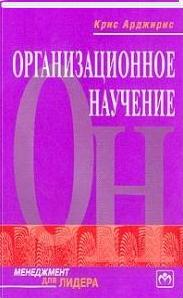 Крис Арджирис
ОРГАНИЗАЦИОННОЕ
НАУЧЕНИЕ
ОН
МЕНЕДЖМЕНТ
ДЛЯ ЛИДЕРА